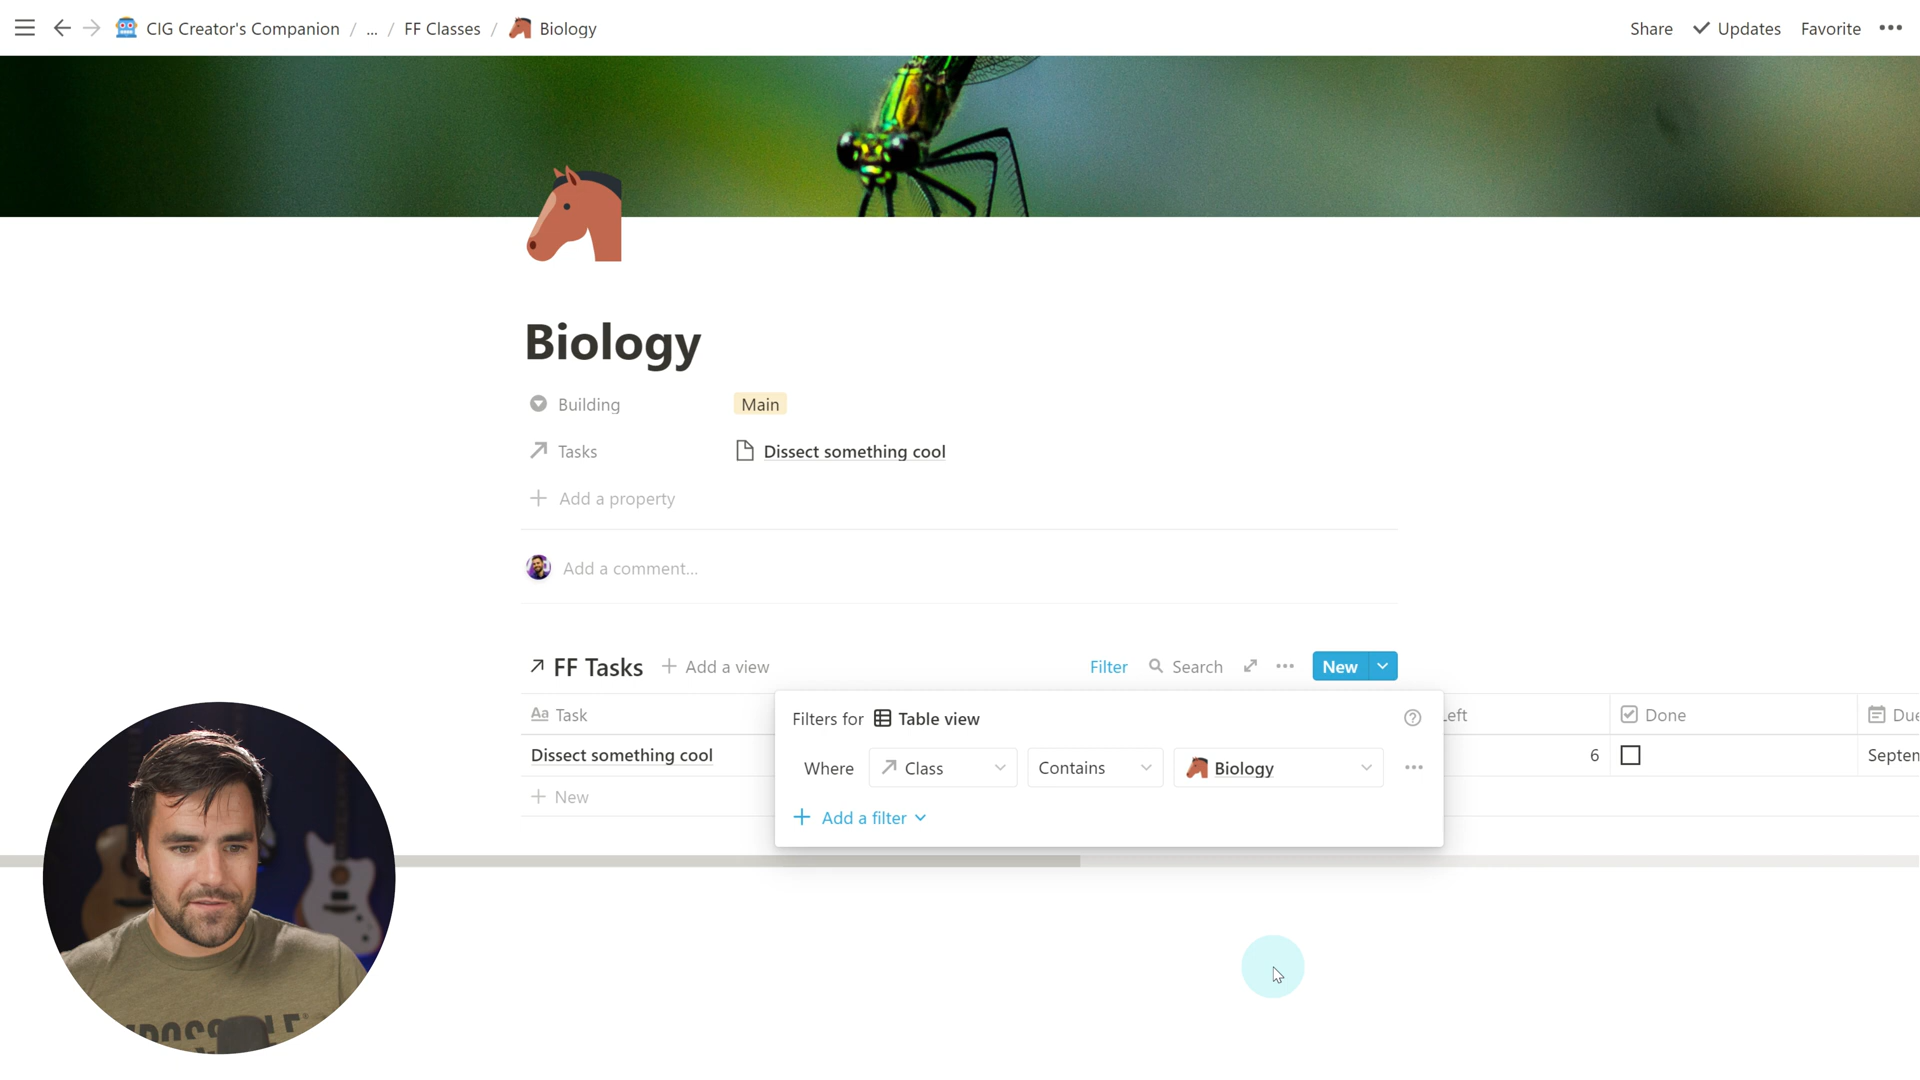 CIG Creator's Companion / ... / FF Classes / Biology
Share Updates Favorite
Biology
Building Main
Tasks Dissect something cool
Add a property
Add a comment...
FF Tasks Add a view Filter Search New
Aa Task Left Done Due
Dissect something cool 6 Septen
New
Filters for Table view
Where Class Contains Biology
Add a filter